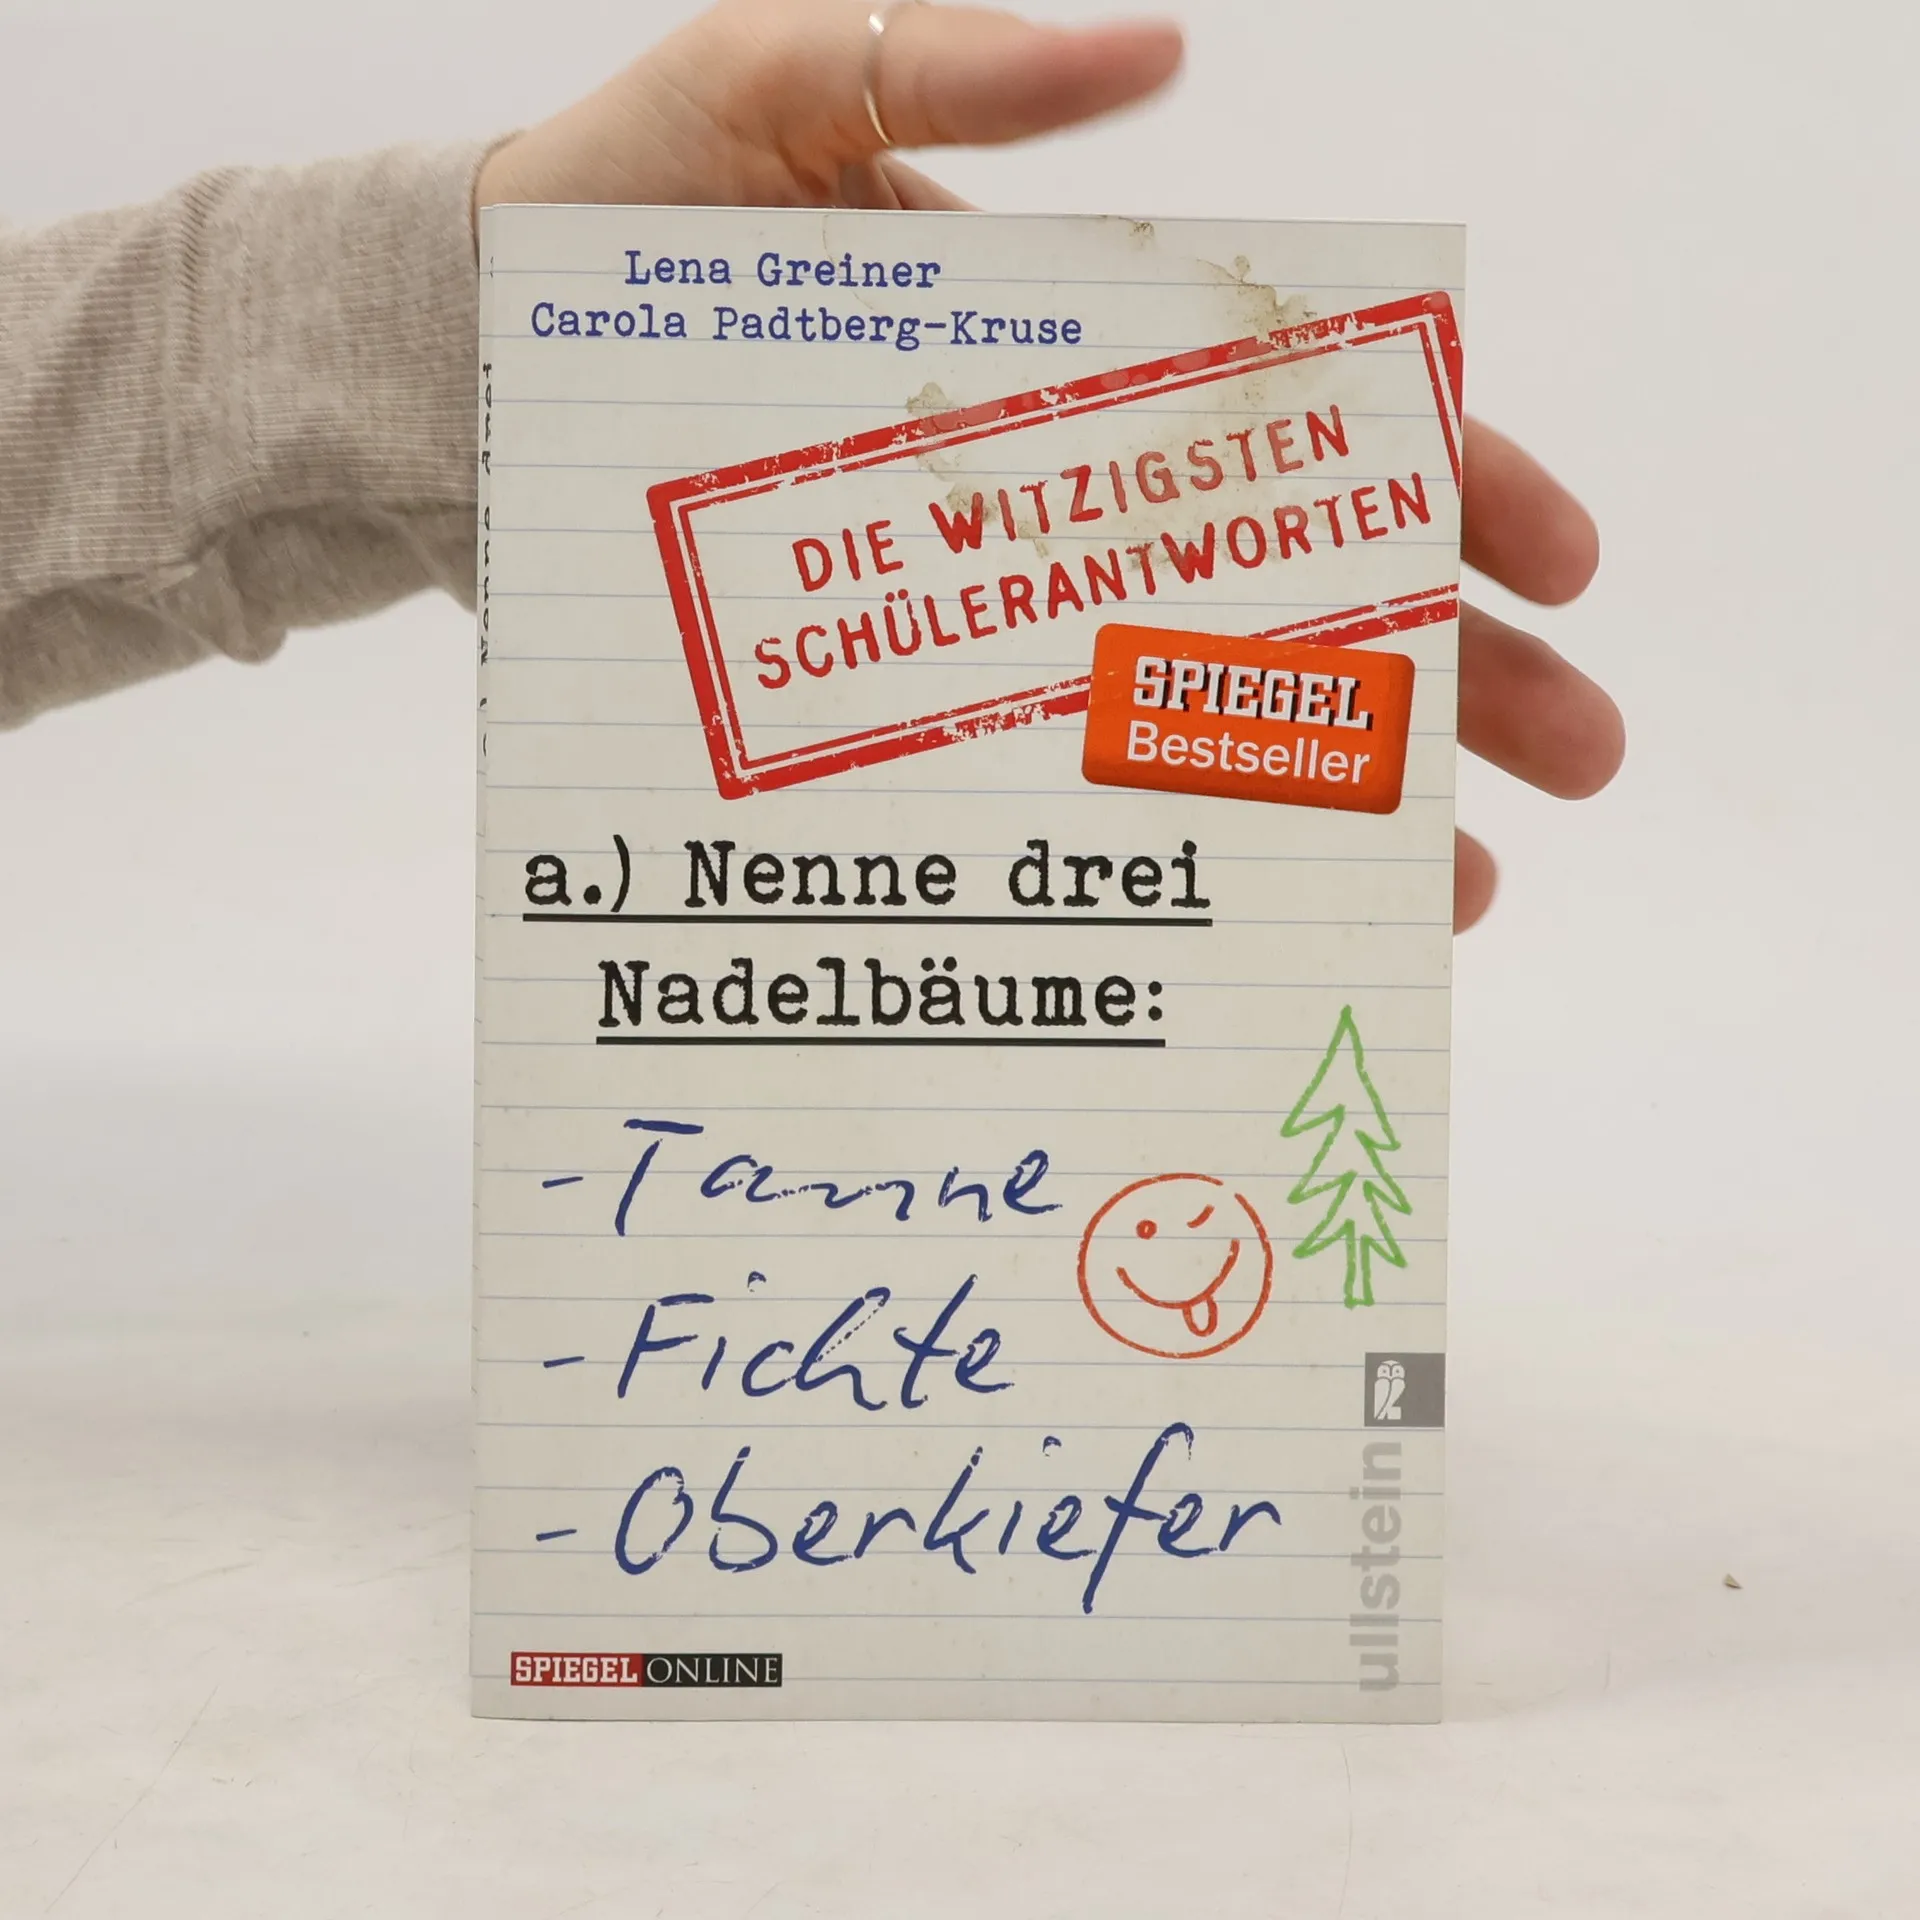 Lena Greiner
Carola Padtberg-Kruse
DIE WITZIGSTEN
SCHÜLERANTWORTEN
SPIEGEL
Bestseller
a.) Nenne drei
Nadelbäume:
- Tanne
- Fichte
- Oberkiefer
ullstein
SPIEGEL ONLINE